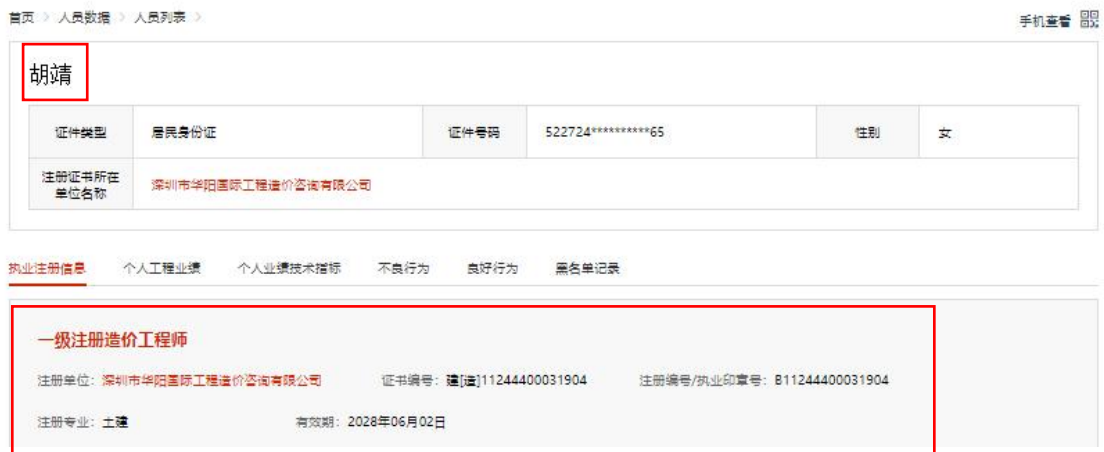 首页 > 人员数据 > 人员列表 >
手机查看
胡靖
证件类型 居民身份证 证件号码 522724**********65 性别 女
注册证书所在
单位名称
深圳市华阳国际工程造价咨询有限公司
执业注册信息 个人工程业绩 个人业绩技术指标 不良行为 良好行为 黑名单记录
一级注册造价工程师
注册单位：深圳市华阳国际工程造价咨询有限公司 证书编号：建[造]11244400031904 注册编号/执业印章号：B11244400031904
注册专业：土建 有效期：2028年06月02日